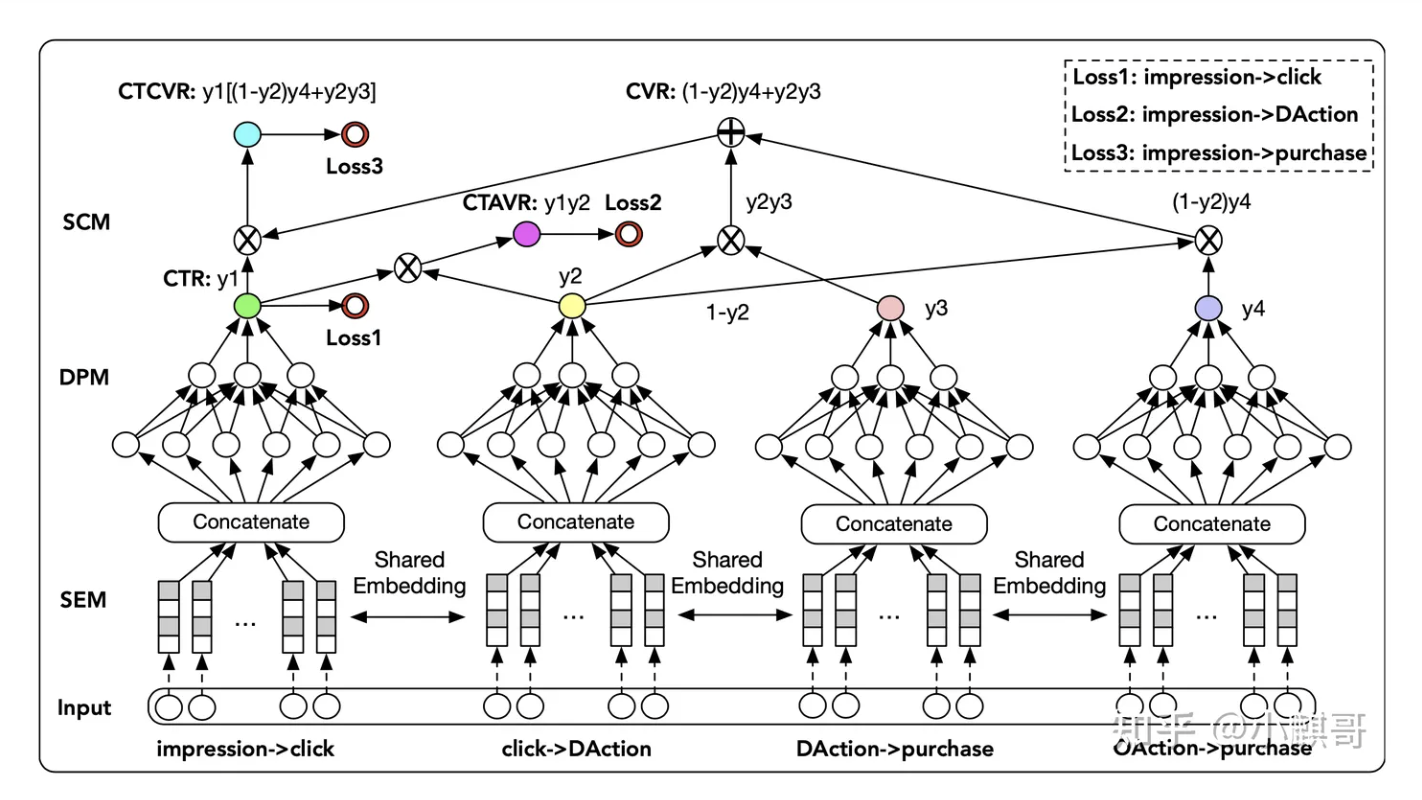 CTCVR: y1[(1-y2)y4+y2y3]
CVR: (1-y2)y4+y2y3
Loss1: impression->click
Loss2: impression->DAction
Loss3: impression->purchase
Loss3
SCM
CTAVR: y1y2 Loss2
y2y3
(1-y2)y4
CTR: y1
y2
Loss1
1-y2
y3
y4
DPM
Concatenate
Concatenate
Concatenate
Concatenate
Shared
Embedding
Shared
Embedding
Shared
Embedding
SEM
...
...
...
...
Input
impression->click
click->DAction
DAction->purchase
OAction->purchase
知乎 @小麒哥